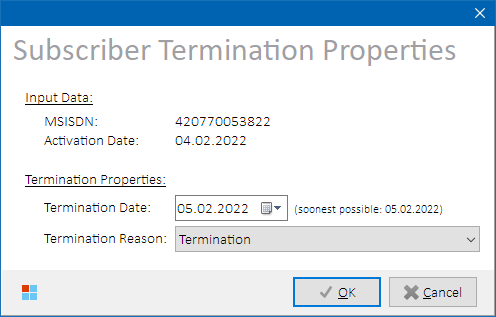 Subscriber Termination Properties
Input Data:
MSISDN: 420770053822
Activation Date: 04.02.2022
Termination Properties:
Termination Date: 05.02.2022 (soonest possible: 05.02.2022)
Termination Reason: Termination
OK Cancel